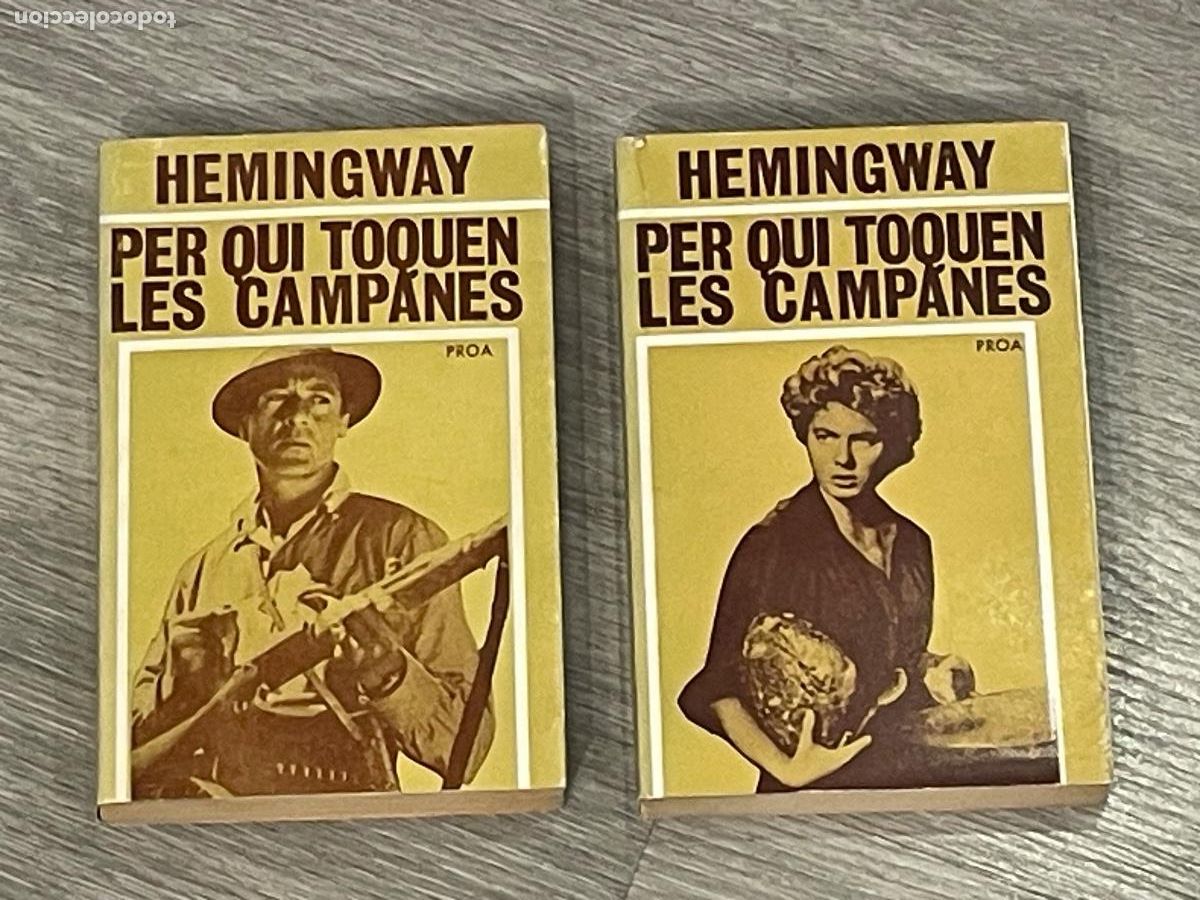 todocoleccion
HEMINGWAY
PER QUI TOQUEN
LES CAMPANES
PROA
HEMINGWAY
PER QUI TOQUEN
LES CAMPANES
PROA